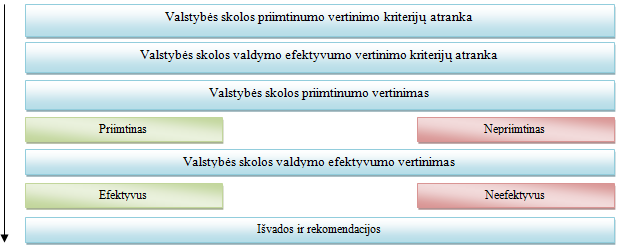 Valstybės skolos priimtinumo vertinimo kriterijų atranka
Valstybės skolos valdymo efektyvumo vertinimo kriterijų atranka
Valstybės skolos priimtinumo vertinimas
Priimtinas
Nepriimtinas
Valstybės skolos valdymo efektyvumo vertinimas
Efektyvus
Neefektyvus
Išvados ir rekomendacijos